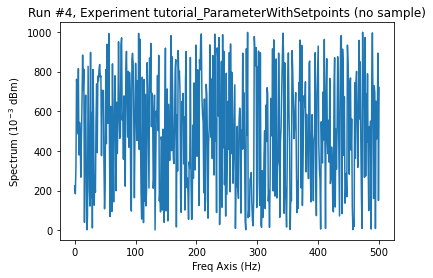 Run #4, Experiment tutorial_ParameterWithSetpoints (no sample)
1000
800
600
400
200
0
Spectrum (10⁻³ dBm)
0 100 200 300 400 500
Freq Axis (Hz)